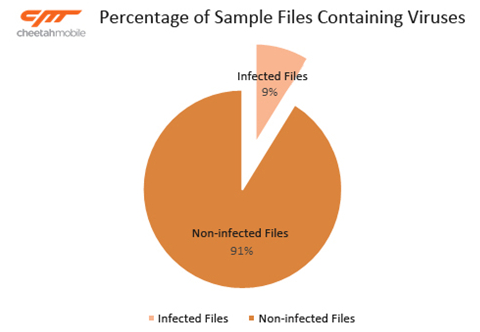 cm
cheetahmobile
Percentage of Sample Files Containing Viruses
Infected Files
9%
Non-infected Files
91%
Infected Files
Non-infected Files